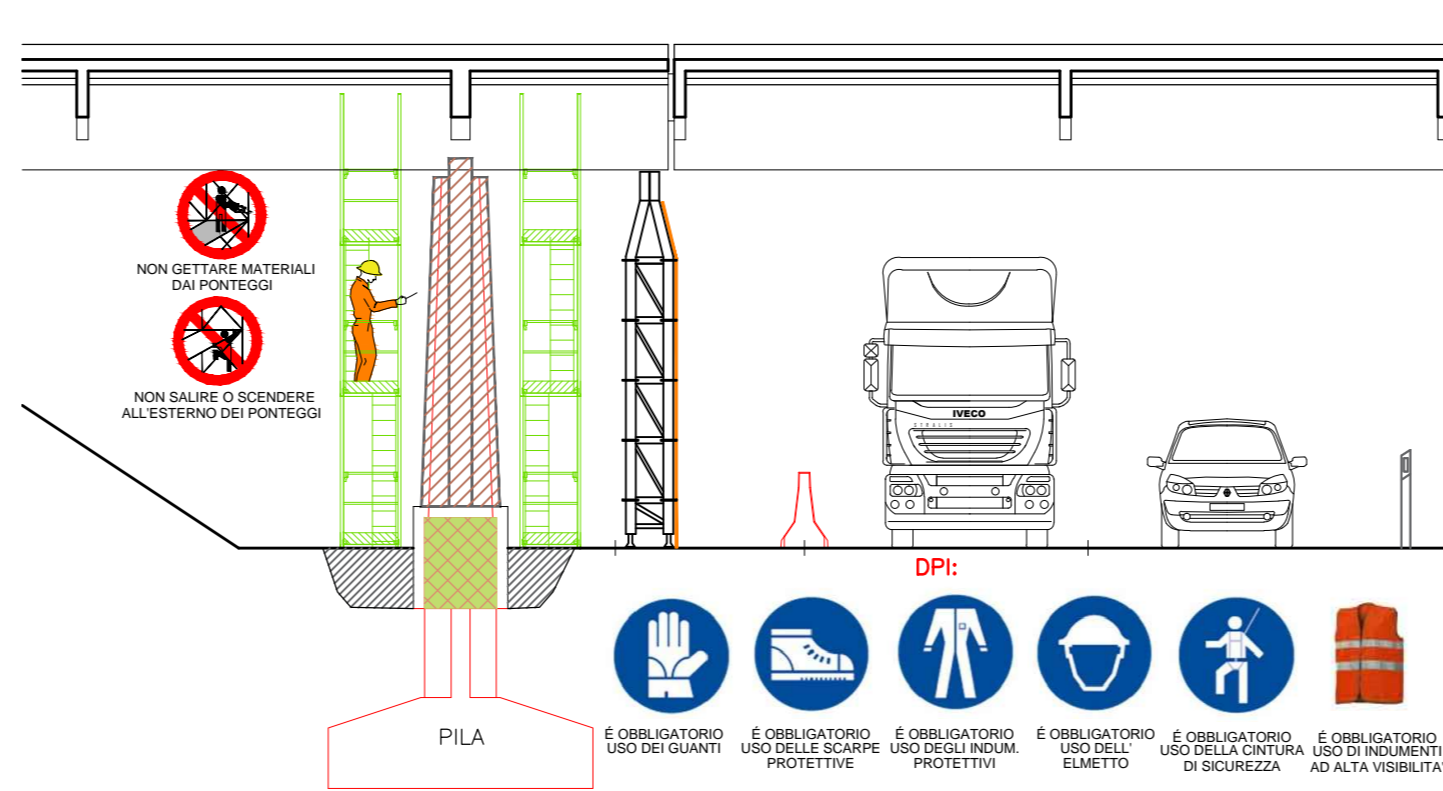 NON GETTARE MATERIALI
DAI PONTEGGI
NON SALIRE O SCENDERE
ALL'ESTERNO DEI PONTEGGI
IVECO
STRALIS
DPI:
PILA
É OBBLIGATORIO
USO DEI GUANTI
É OBBLIGATORIO
USO DELLE SCARPE
PROTETTIVE
É OBBLIGATORIO
USO DEGLI INDUM.
PROTETTIVI
É OBBLIGATORIO
USO DELL'
ELMETTO
É OBBLIGATORIO
USO DELLA CINTURA
DI SICUREZZA
É OBBLIGATORIO
USO DI INDUMENTI
AD ALTA VISIBILITA'